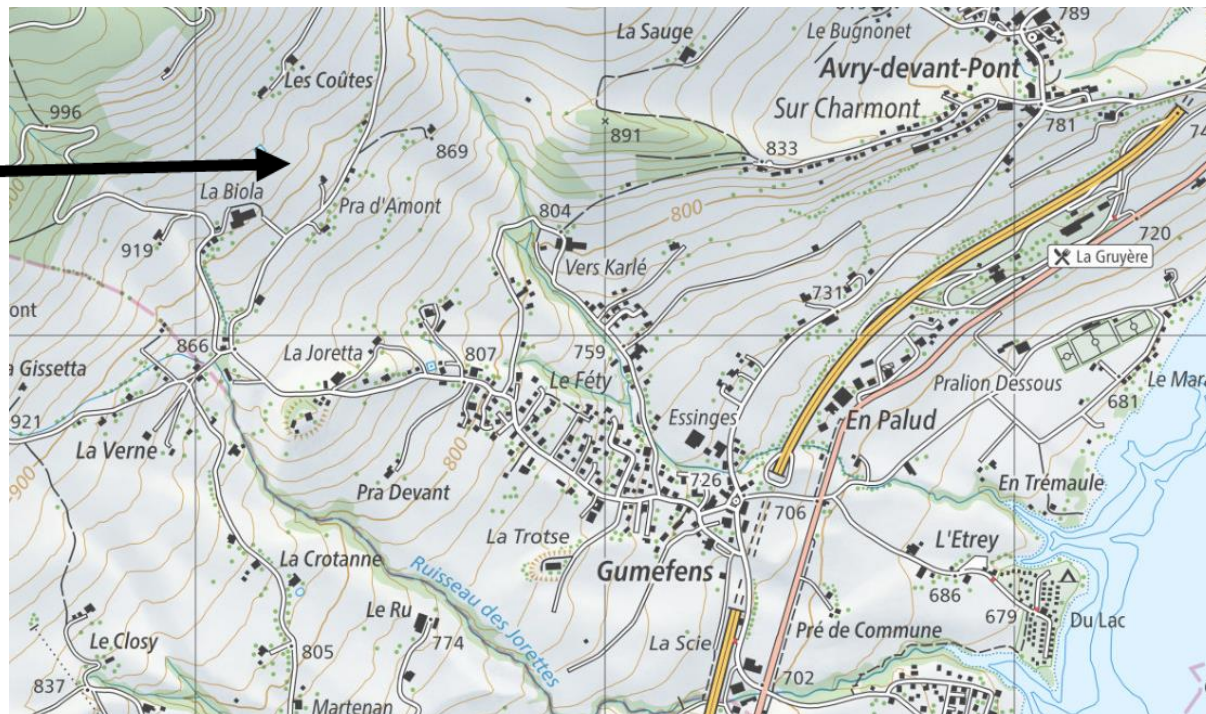 789
La Sauge
Le Bugnonet
Avry-devant-Pont
Les Coûtes
Sur Charmont
996
891
781
869
833
La Biola
800
Pra d'Amont
804
720
919
Vers Karlé
La Gruyère
731
866
La Joretta
807
759
Gissetta
Le Féty
Pralion Dessous
681
Essinges
921
En Palud
La Verne
800
900
Pra Devant
726
En Trémaule
706
La Trotse
L'Etrey
La Crotanne
Gumefens
Ruisseau des Jorettes
686
Le Ru
679
Du Lac
774
Pré de Commune
Le Closy
La Scie
805
702
837
Martenan